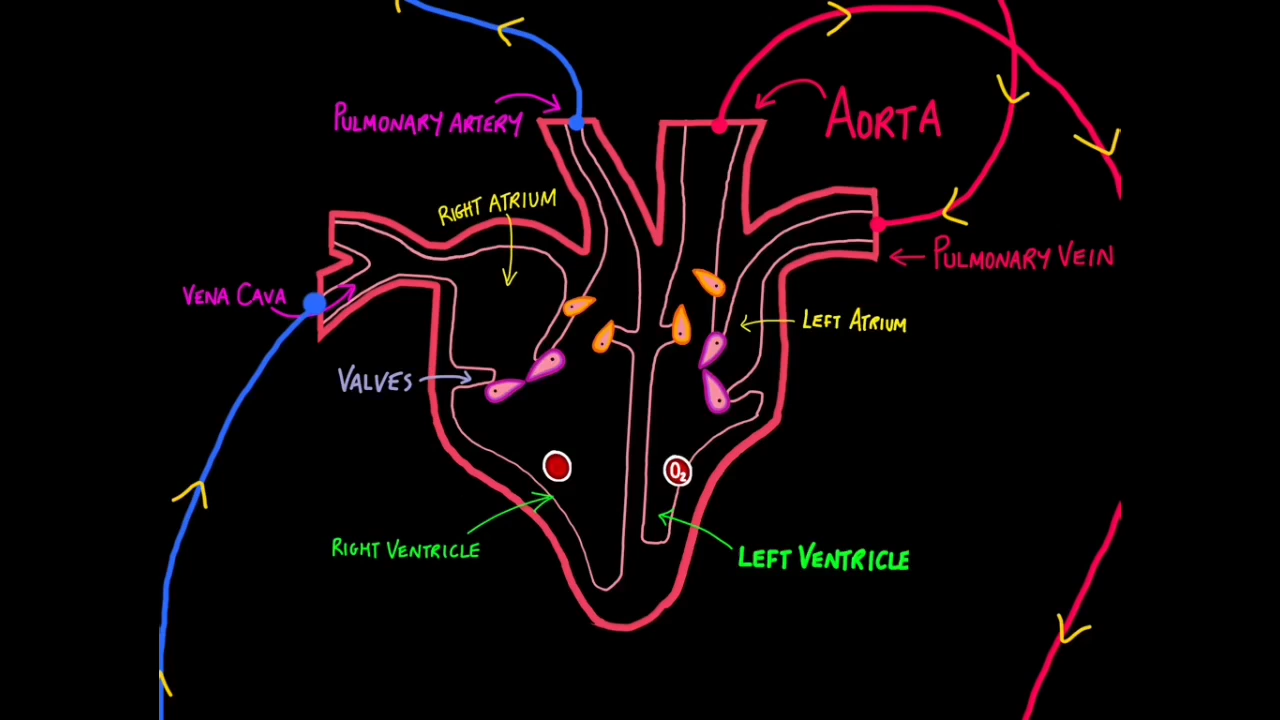 PULMONARY ARTERY
AORTA
RIGHT ATRIUM
PULMONARY VEIN
VENA CAVA
LEFT ATRIUM
VALVES
O₂
RIGHT VENTRICLE
LEFT VENTRICLE